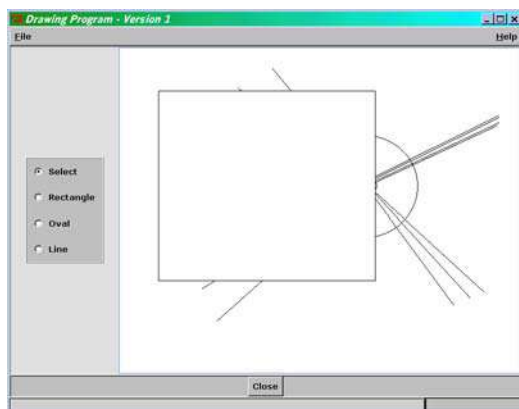 Drawing Program - Version 1
File Help
Select
Rectangle
Oval
Line
Close